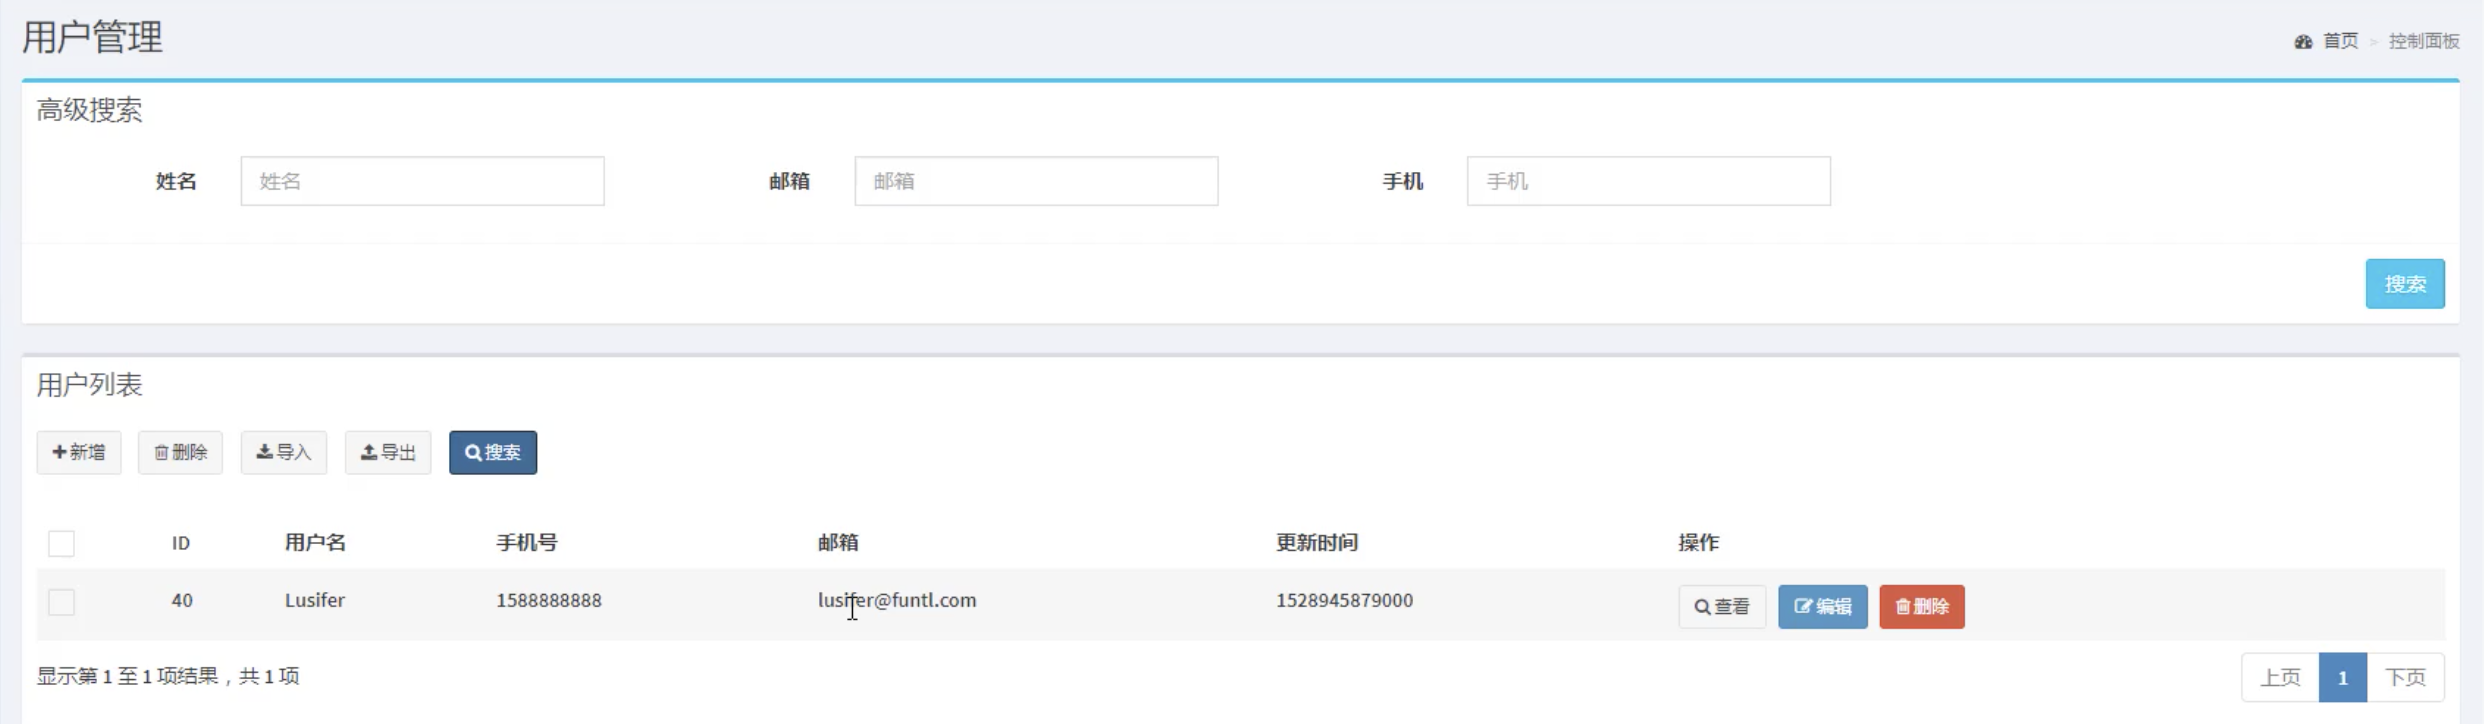 用户管理
首页 > 控制面板
高级搜索
姓名 姓名 邮箱 邮箱 手机 手机
搜索
用户列表
新增 删除 导入 导出 搜索
ID 用户名 手机号 邮箱 更新时间 操作
40 Lusifer 1588888888 lusifer@funtl.com 1528945879000 查看 编辑 删除
显示第 1 至 1 项结果，共 1 项 上页 1 下页